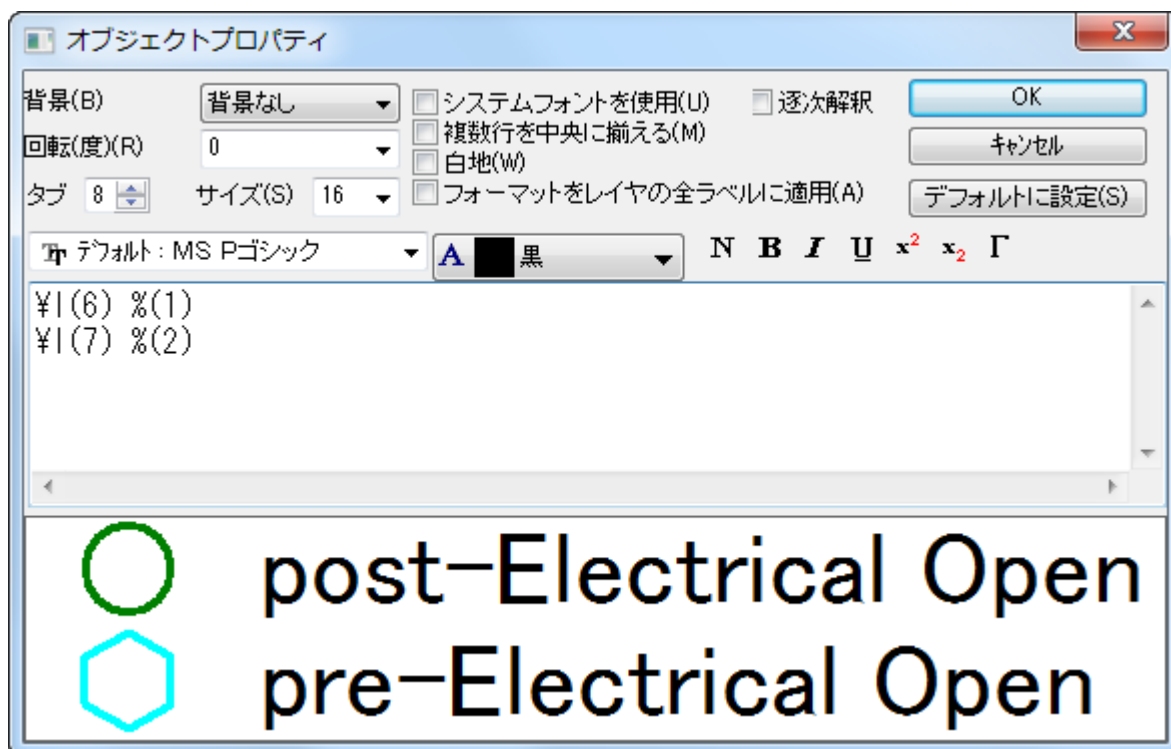 オブジェクトプロパティ
背景(B) 背景なし システムフォントを使用(U) 逐次解釈 OK
複数行を中央に揃える(M)
回転(度)(R) 0 白地(W) キャンセル
タブ 8 サイズ(S) 16 フォーマットをレイヤの全ラベルに適用(A) デフォルトに設定(S)
デフォルト : MS Pゴシック A 黒 N B I U x² x₂ Γ
¥l(6) %(1)
¥l(7) %(2)
post-Electrical Open
pre-Electrical Open